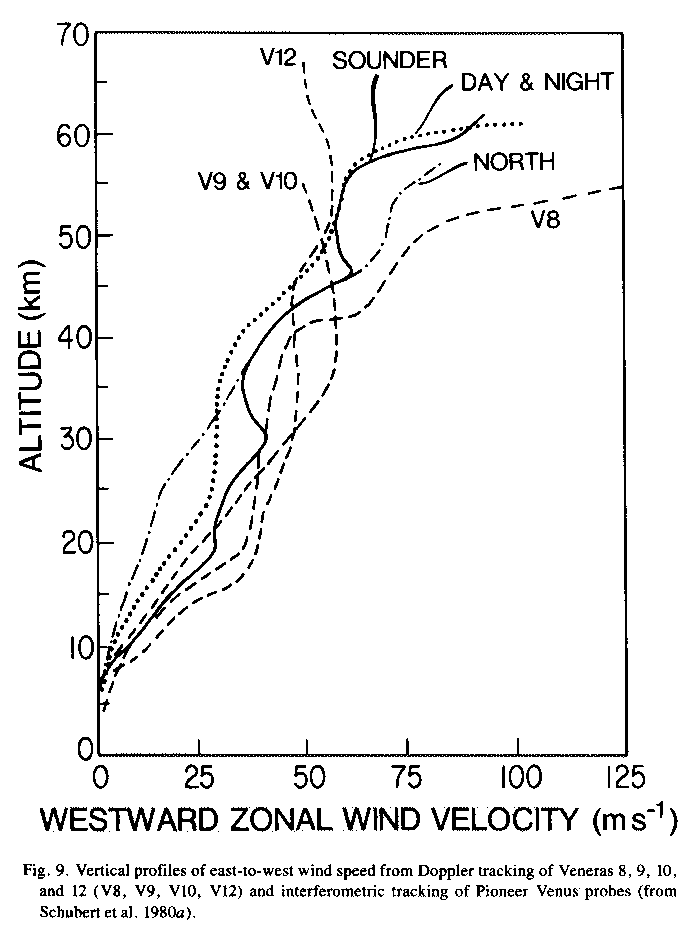 70
60
50
40
30
20
10
0
ALTITUDE (km)
V12
SOUNDER
DAY & NIGHT
V9 & V10
NORTH
V8
0 25 50 75 100 125
WESTWARD ZONAL WIND VELOCITY (m s⁻¹)
Fig. 9. Vertical profiles of east-to-west wind speed from Doppler tracking of Veneras 8, 9, 10,
and 12 (V8, V9, V10, V12) and interferometric tracking of Pioneer Venus probes (from
Schubert et al. 1980a).